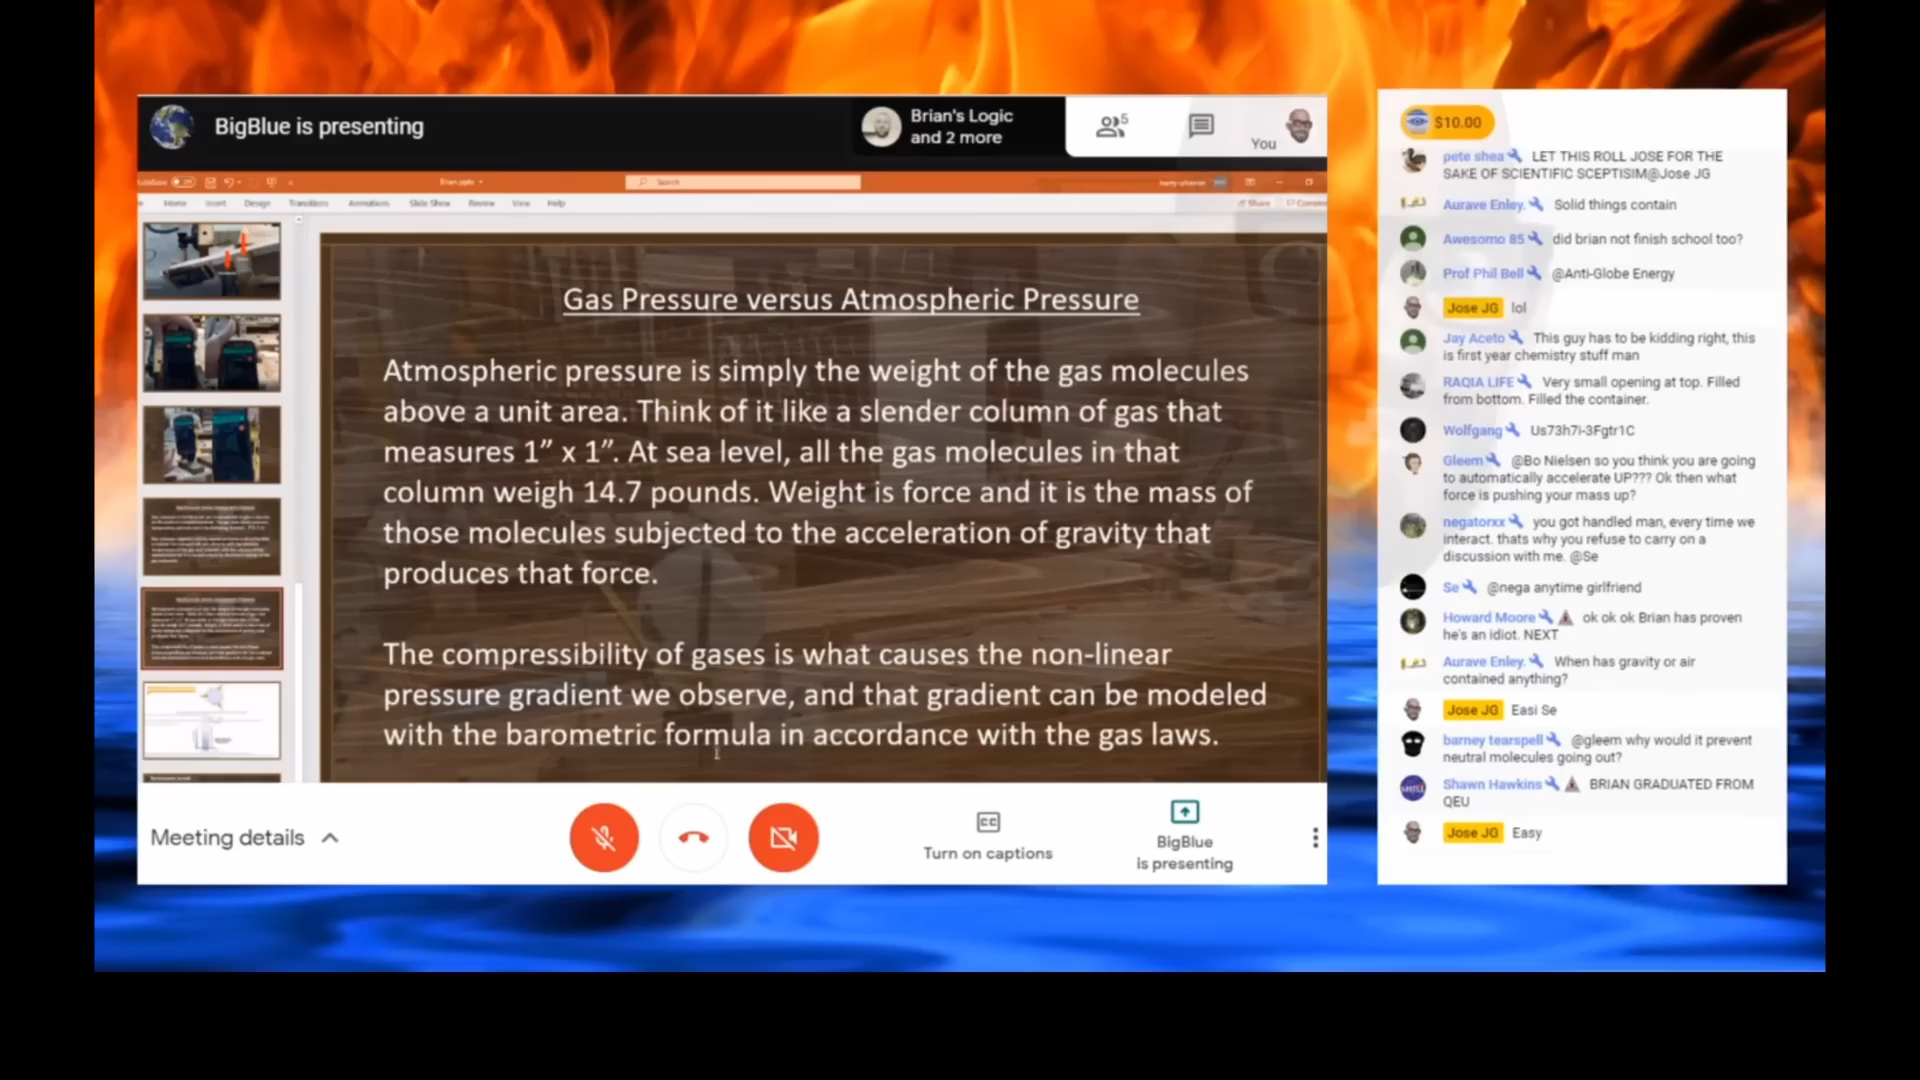 BigBlue is presenting
Brian's Logic
and 2 more
5
You
Search
Home Insert Design Transitions Animations Slide Show Review View Help
Share
Gas Pressure versus Atmospheric Pressure
Atmospheric pressure is simply the weight of the gas molecules
above a unit area. Think of it like a slender column of gas that
measures 1” x 1”. At sea level, all the gas molecules in that
column weigh 14.7 pounds. Weight is force and it is the mass of
those molecules subjected to the acceleration of gravity that
produces that force.
The compressibility of gases is what causes the non-linear
pressure gradient we observe, and that gradient can be modeled
with the barometric formula in accordance with the gas laws.
Meeting details
Turn on captions
BigBlue
is presenting
$10.00
pete shea LET THIS ROLL JOSE FOR THE
SAKE OF SCIENTIFIC SCEPTISIM@Jose JG
Aurave Enley. Solid things contain
Awesomo 85 did brian not finish school too?
Prof Phil Bell @Anti-Globe Energy
Jose JG lol
Jay Aceto This guy has to be kidding right, this
is first year chemistry stuff man
RAQIA LIFE Very small opening at top. Filled
from bottom. Filled the container.
Wolfgang Us73h7i-3Fgtr1C
Gleem @Bo Nielsen so you think you are going
to automatically accelerate UP??? Ok then what
force is pushing your mass up?
negatorxx you got handled man, every time we
interact. thats why you refuse to carry on a
discussion with me. @Se
Se @nega anytime girlfriend
Howard Moore ok ok ok Brian has proven
he's an idiot. NEXT
Aurave Enley. When has gravity or air
contained anything?
Jose JG Easi Se
barney tearspell @gleem why would it prevent
neutral molecules going out?
Shawn Hawkins BRIAN GRADUATED FROM
QEU
Jose JG Easy